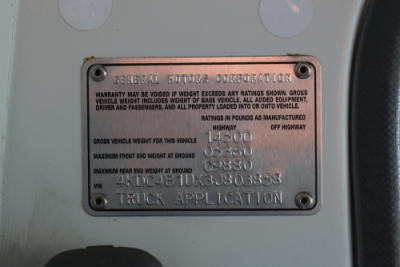 GENERAL MOTORS CORPORATION
WARRANTY MAY BE VOIDED IF WEIGHT EXCEEDS ANY RATINGS SHOWN. GROSS
VEHICLE WEIGHT INCLUDES WEIGHT OF BASE VEHICLE, ALL ADDED EQUIPMENT,
DRIVER AND PASSENGERS, AND ALL PROPERTY LOADED INTO OR ONTO VEHICLE.
RATINGS IN POUNDS AS MANUFACTURED
HIGHWAY OFF HIGHWAY
GROSS VEHICLE WEIGHT FOR THIS VEHICLE 14500
MAXIMUM FRONT END WEIGHT AT GROUND 05360
MAXIMUM REAR END WEIGHT AT GROUND 09880
VIN 4KDC4B1UX3J803858
TRUCK APPLICATION